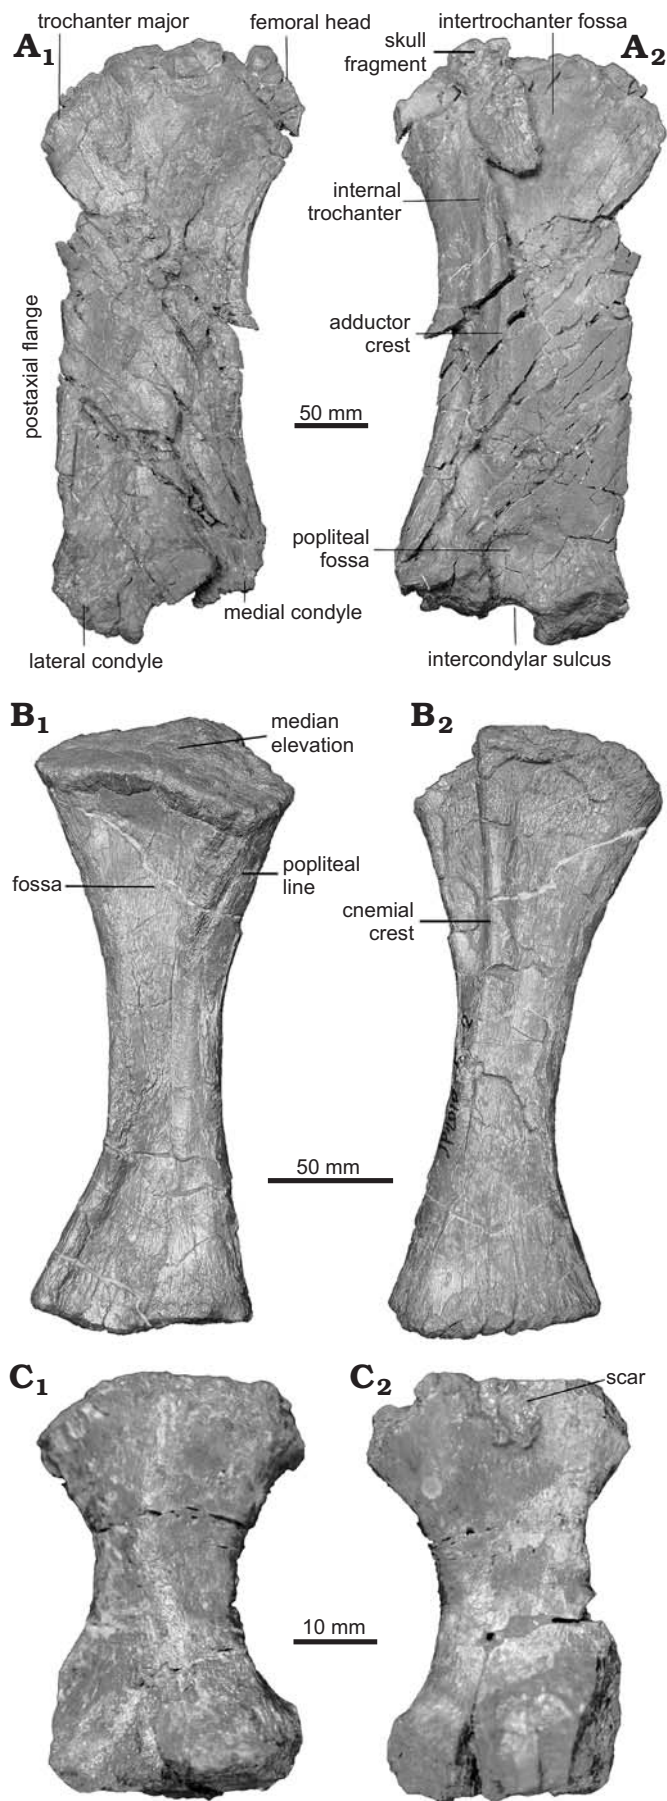 trochanter major
femoral head
intertrochanter fossa
A1
skull
fragment
A2
internal
trochanter
postaxial flange
adductor
crest
50 mm
popliteal
fossa
medial condyle
lateral condyle
intercondylar sulcus
B1
median
elevation
B2
fossa
popliteal
line
cnemial
crest
50 mm
C1
C2
scar
10 mm